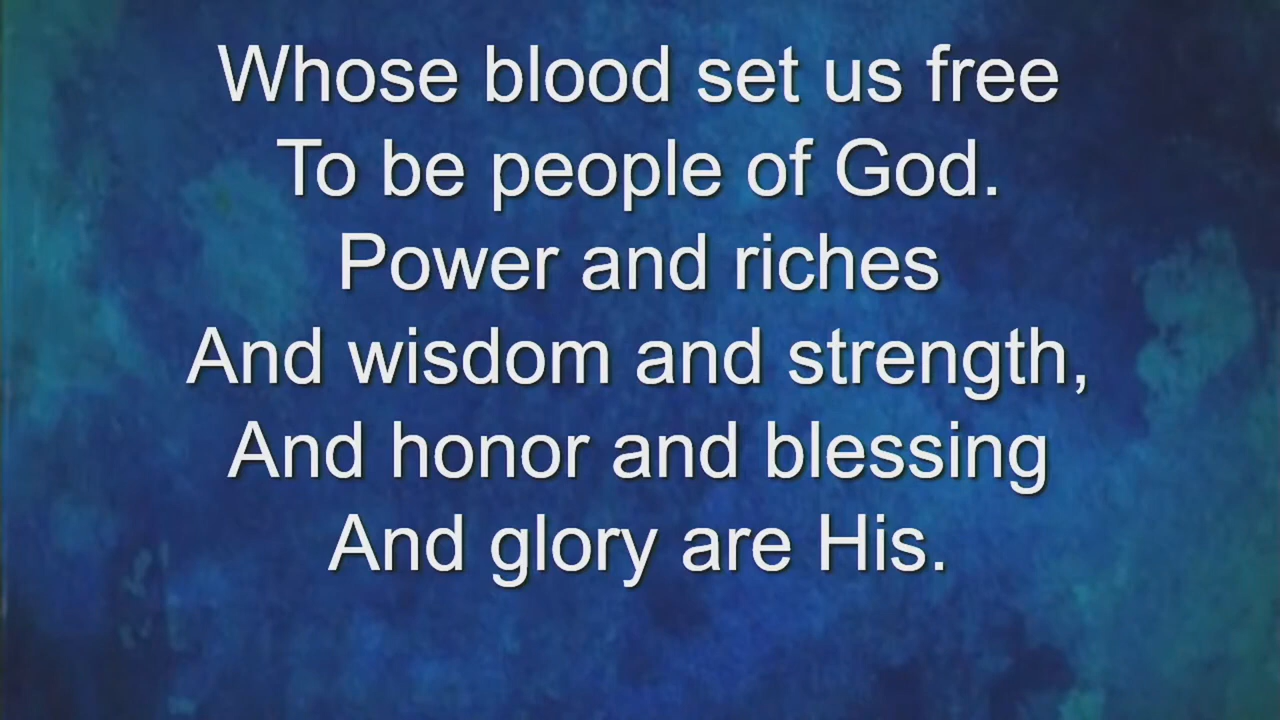 Whose blood set us free
To be people of God.
Power and riches
And wisdom and strength,
And honor and blessing
And glory are His.